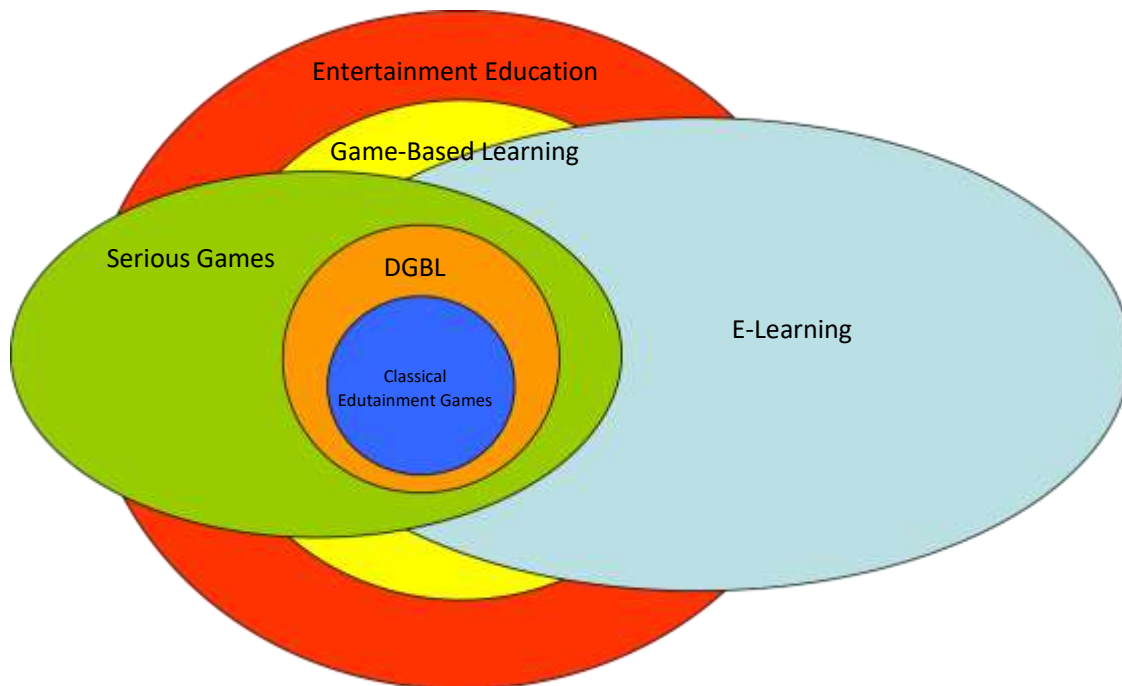 Entertainment Education
Game-Based Learning
Serious Games
DGBL
E-Learning
Classical
Edutainment Games